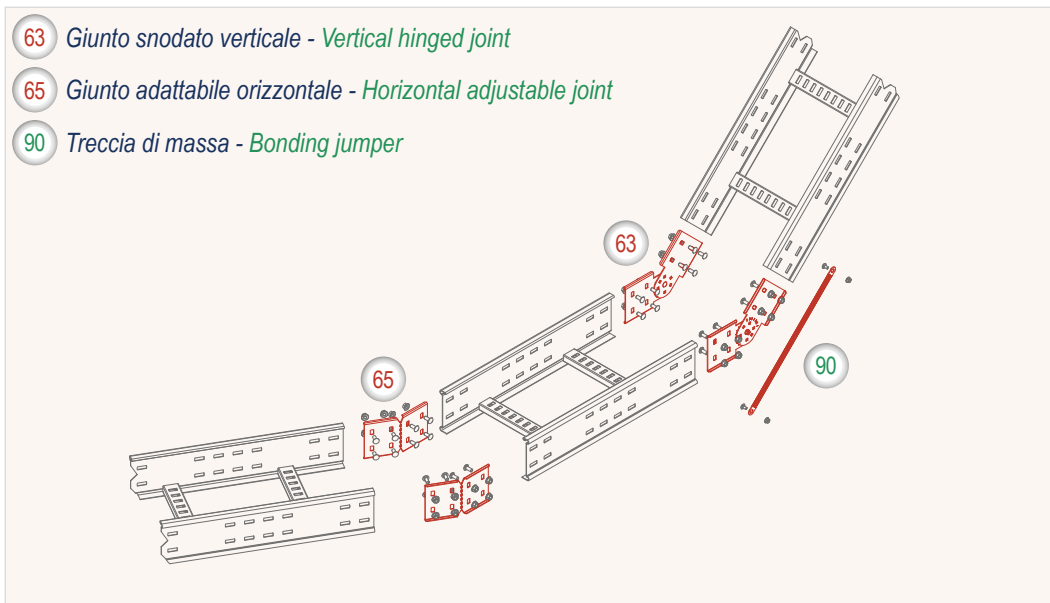 63 Giunto snodato verticale - Vertical hinged joint
65 Giunto adattabile orizzontale - Horizontal adjustable joint
90 Treccia di massa - Bonding jumper
63
65
90